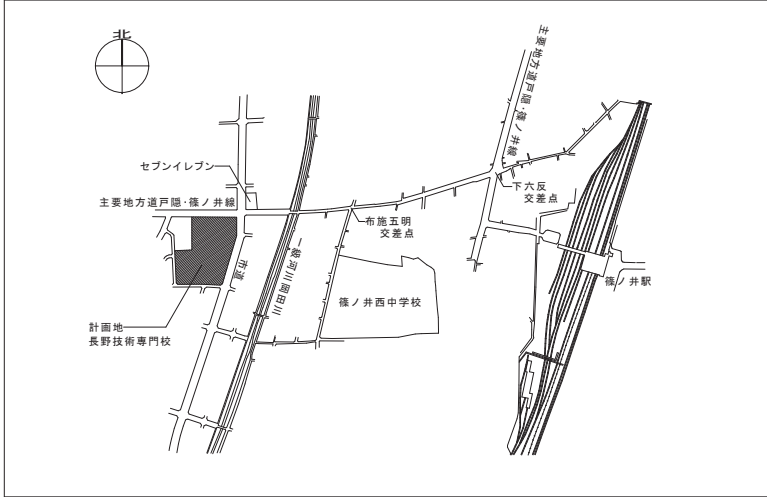 北
主要地方道戸隠･篠ノ井線
セブンイレブン
主要地方道戸隠･篠ノ井線
下六反
交差点
布施五明
交差点
市道
一級河川岡田川
篠ノ井西中学校
篠ノ井駅
計画地
長野技術専門校